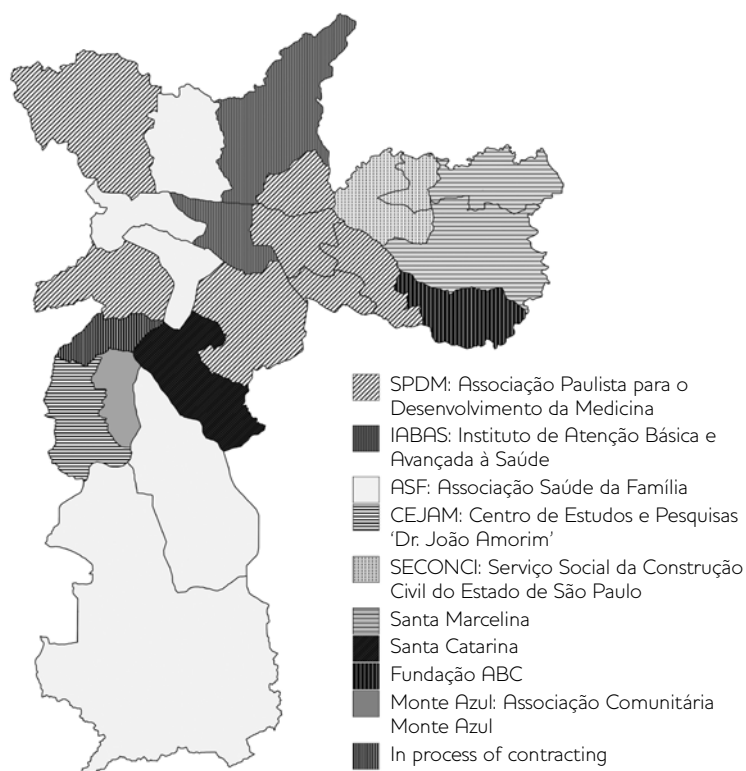 SPDM: Associação Paulista para o
Desenvolvimento da Medicina
IABAS: Instituto de Atenção Básica e
Avançada à Saúde
ASF: Associação Saúde da Família
CEJAM: Centro de Estudos e Pesquisas
‘Dr. João Amorim’
SECONCI: Serviço Social da Construção
Civil do Estado de São Paulo
Santa Marcelina
Santa Catarina
Fundação ABC
Monte Azul: Associação Comunitária
Monte Azul
In process of contracting